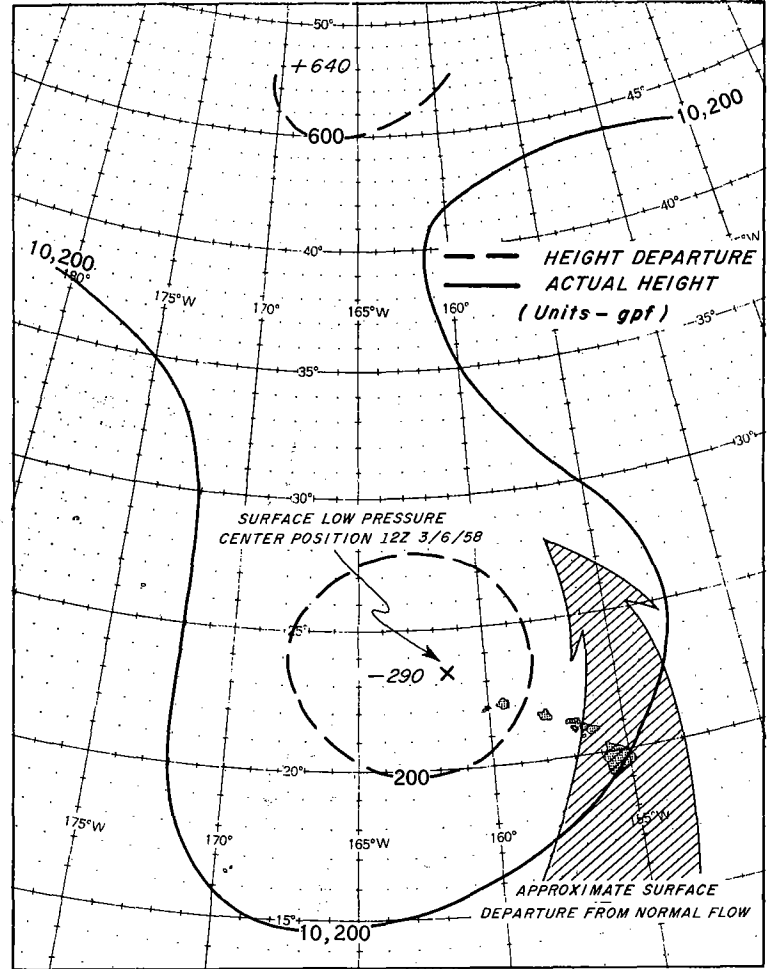 50°
+640
45°
10,200
600
40°
°W
HEIGHT DEPARTURE
ACTUAL HEIGHT
(Units - gpf)
10,200
180°
175°W
170°
165°W
160°
35°
35°
30°
30°
SURFACE LOW PRESSURE
CENTER POSITION 12Z 3/6/58
25°
-290
20°
200
175°W
170°
165°W
160°
155°W
APPROXIMATE SURFACE
DEPARTURE FROM NORMAL FLOW
15°
10,200